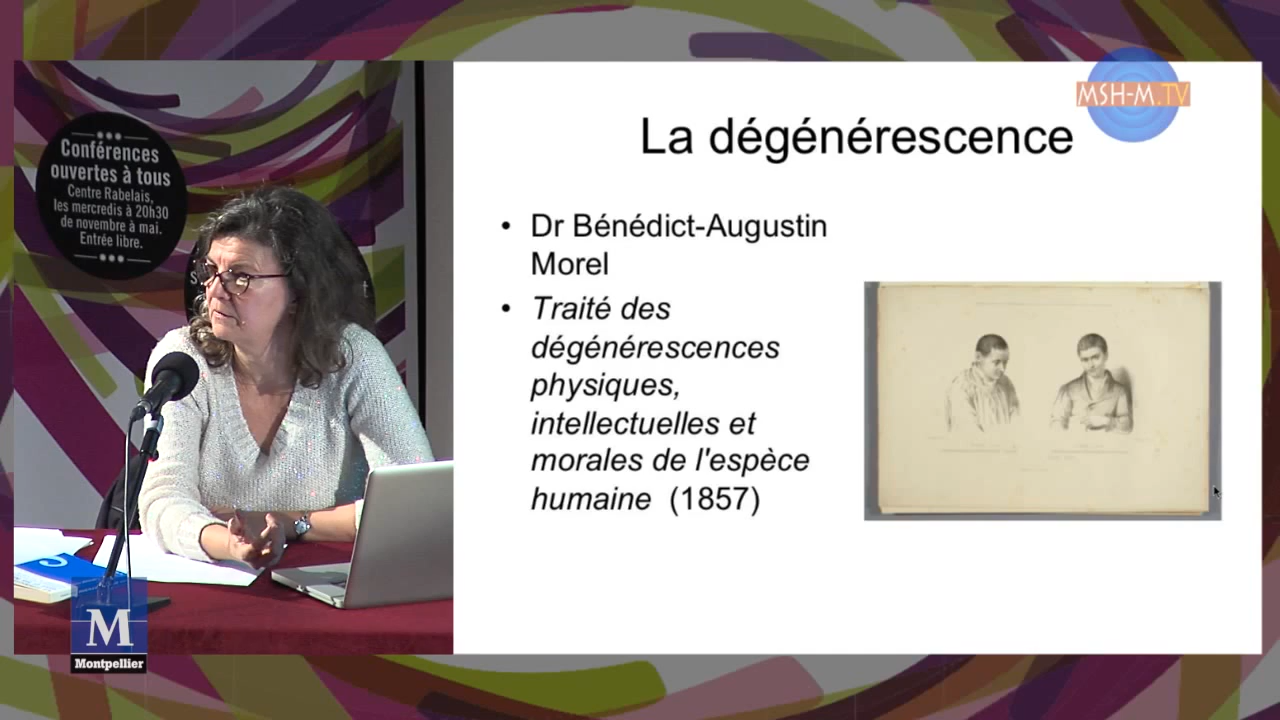 Conférences
ouvertes à tous
Centre Rabelais,
les mercredis à 20h30
de novembre à mai.
Entrée libre.
M
Montpellier
MSH-M.TV
La dégénérescence
• Dr Bénédict-Augustin
Morel
• Traité des
dégénérescences
physiques,
intellectuelles et
morales de l'espèce
humaine (1857)